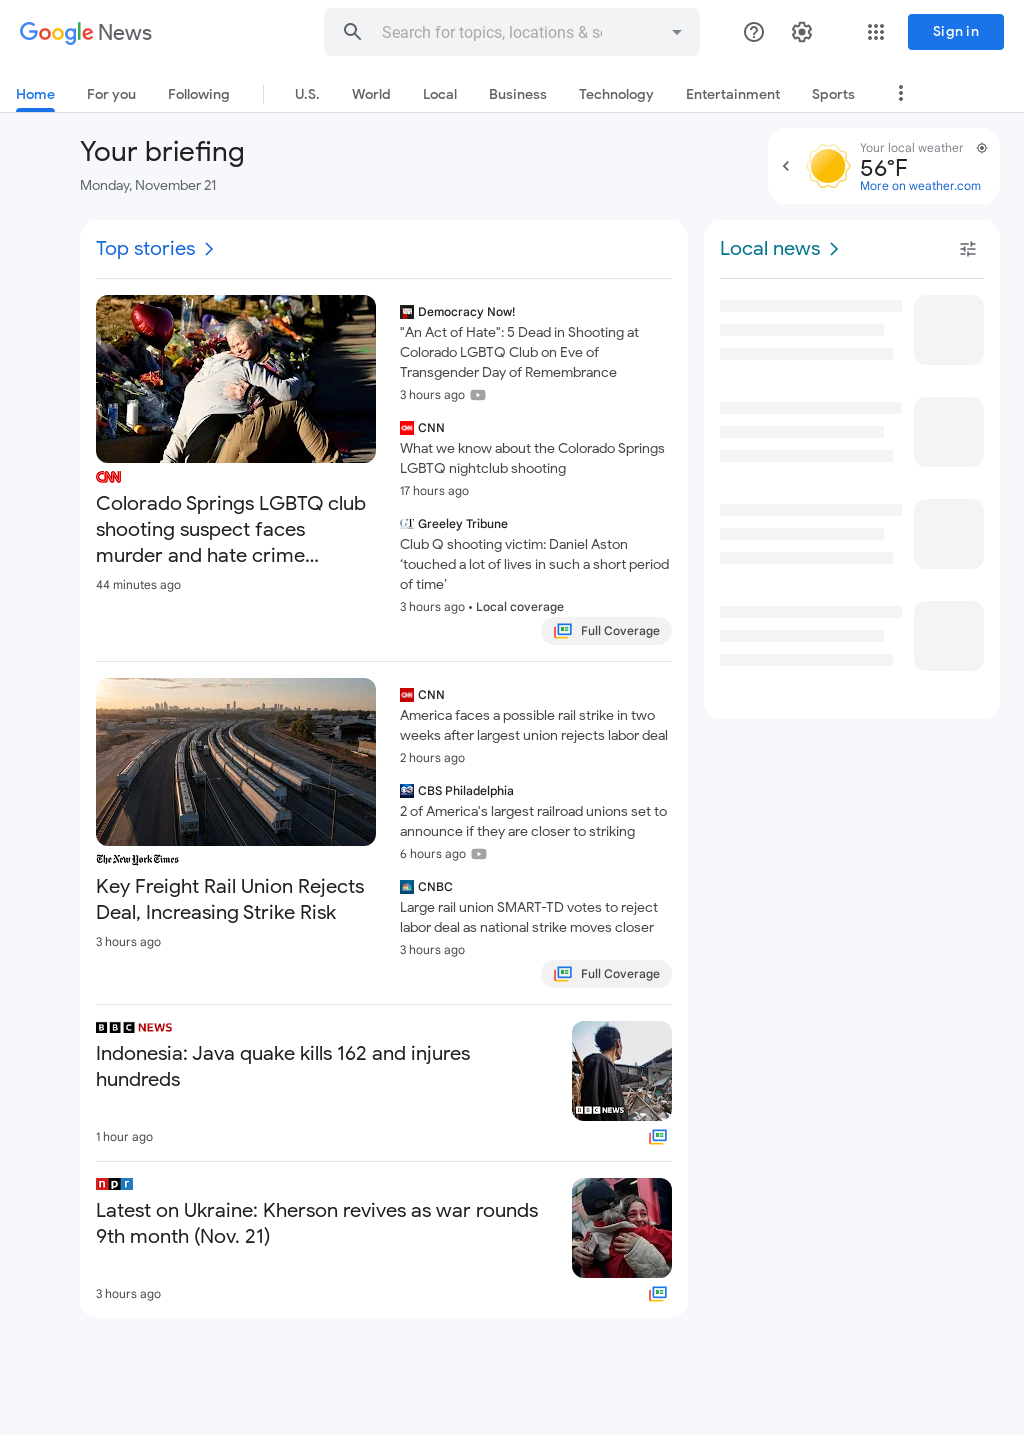 Google News
Search for topics, locations & so
Sign in
Home
For you
Following
U.S.
World
Local
Business
Technology
Entertainment
Sports
Your briefing
Monday, November 21
Your local weather
56°F
More on weather.com
Top stories
CNN
Colorado Springs LGBTQ club
shooting suspect faces
murder and hate crime...
44 minutes ago
Democracy Now!
"An Act of Hate": 5 Dead in Shooting at
Colorado LGBTQ Club on Eve of
Transgender Day of Remembrance
3 hours ago
CNN
CNN
What we know about the Colorado Springs
LGBTQ nightclub shooting
17 hours ago
GT Greeley Tribune
Club Q shooting victim: Daniel Aston
‘touched a lot of lives in such a short period
of time’
3 hours ago • Local coverage
Full Coverage
The New York Times
Key Freight Rail Union Rejects
Deal, Increasing Strike Risk
3 hours ago
CNN
CNN
America faces a possible rail strike in two
weeks after largest union rejects labor deal
2 hours ago
CBS Philadelphia
2 of America's largest railroad unions set to
announce if they are closer to striking
6 hours ago
CNBC
Large rail union SMART-TD votes to reject
labor deal as national strike moves closer
3 hours ago
Full Coverage
BBC NEWS
Indonesia: Java quake kills 162 and injures
hundreds
1 hour ago
BBC NEWS
npr
Latest on Ukraine: Kherson revives as war rounds
9th month (Nov. 21)
3 hours ago
Local news